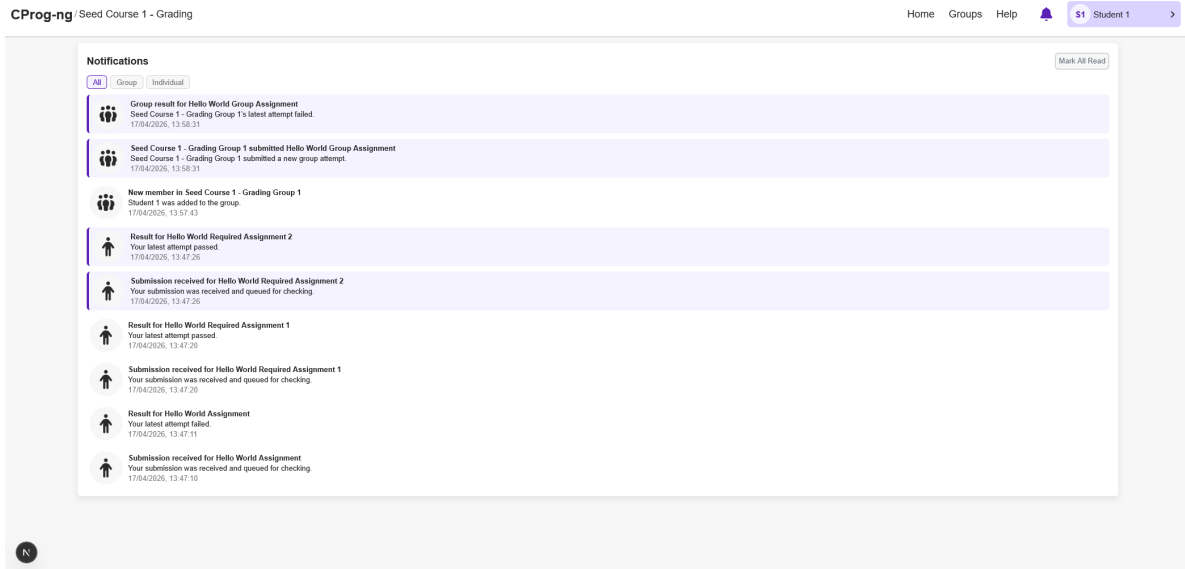 CProg-ng / Seed Course 1 - Grading
Home Groups Help S1 Student 1
Notifications
Mark All Read
All Group Individual
Group result for Hello World Group Assignment
Seed Course 1 - Grading Group 1's latest attempt failed.
17/04/2026, 13:58:31
Seed Course 1 - Grading Group 1 submitted Hello World Group Assignment
Seed Course 1 - Grading Group 1 submitted a new group attempt.
17/04/2026, 13:58:31
New member in Seed Course 1 - Grading Group 1
Student 1 was added to the group.
17/04/2026, 13:57:43
Result for Hello World Required Assignment 2
Your latest attempt passed.
17/04/2026, 13:47:26
Submission received for Hello World Required Assignment 2
Your submission was received and queued for checking.
17/04/2026, 13:47:26
Result for Hello World Required Assignment 1
Your latest attempt passed.
17/04/2026, 13:47:20
Submission received for Hello World Required Assignment 1
Your submission was received and queued for checking.
17/04/2026, 13:47:20
Result for Hello World Assignment
Your latest attempt failed.
17/04/2026, 13:47:11
Submission received for Hello World Assignment
Your submission was received and queued for checking.
17/04/2026, 13:47:10
N